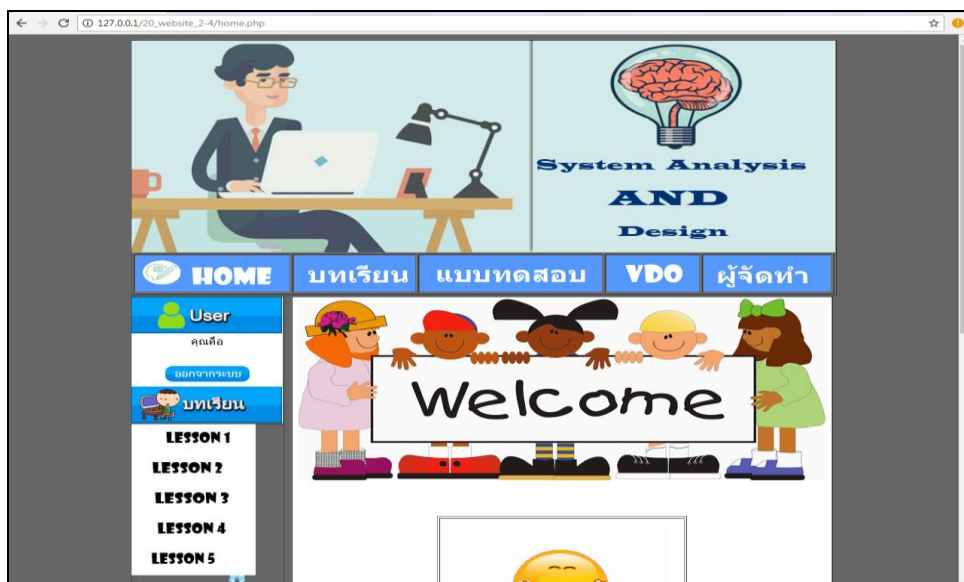 127.0.0.1/20_website_2-4/home.php
System Analysis
AND
Design
HOME บทเรียน แบบทดสอบ VDO ผู้จัดทำ
User
คุณคือ
ออกจากระบบ
บทเรียน
LESSON 1
LESSON 2
LESSON 3
LESSON 4
LESSON 5
Welcome